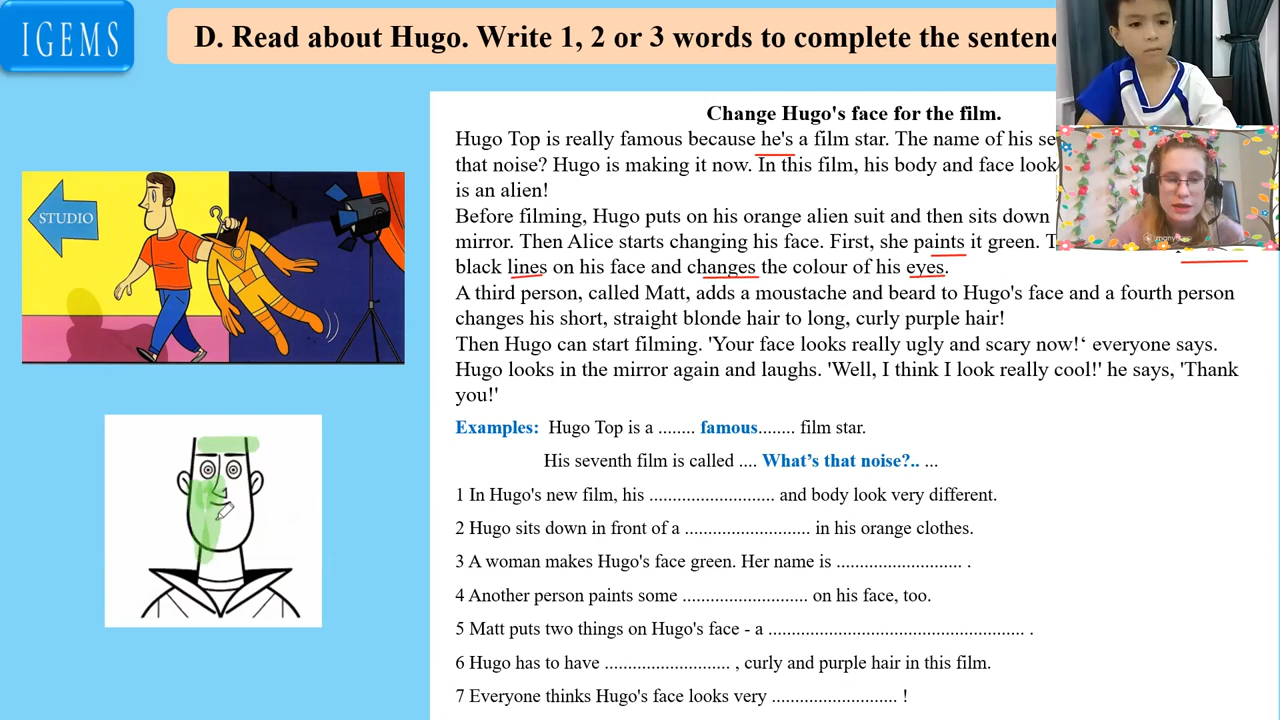 IGEMS
D. Read about Hugo. Write 1, 2 or 3 words to complete the
STUDIO
Change Hugo's face for the film.
Hugo Top is really famous because he's a film star. The name of his
that noise? Hugo is making it now. In this film, his body and face look
is an alien!
Before filming, Hugo puts on his orange alien suit and then sits down
mirror. Then Alice starts changing his face. First, she paints it green.
black lines on his face and changes the colour of his eyes.
A third person, called Matt, adds a moustache and beard to Hugo's face and a fourth person
changes his short, straight blonde hair to long, curly purple hair!
Then Hugo can start filming. 'Your face looks really ugly and scary now!‘ everyone says.
Hugo looks in the mirror again and laughs. 'Well, I think I look really cool!' he says, 'Thank
you!'
Examples: Hugo Top is a ........ famous........ film star.
His seventh film is called .... What’s that noise?.. ...
1 In Hugo's new film, his .......................... and body look very different.
2 Hugo sits down in front of a .......................... in his orange clothes.
3 A woman makes Hugo's face green. Her name is .......................... .
4 Another person paints some .......................... on his face, too.
5 Matt puts two things on Hugo's face - a ..................................................... .
6 Hugo has to have .......................... , curly and purple hair in this film.
7 Everyone thinks Hugo's face looks very .......................... !